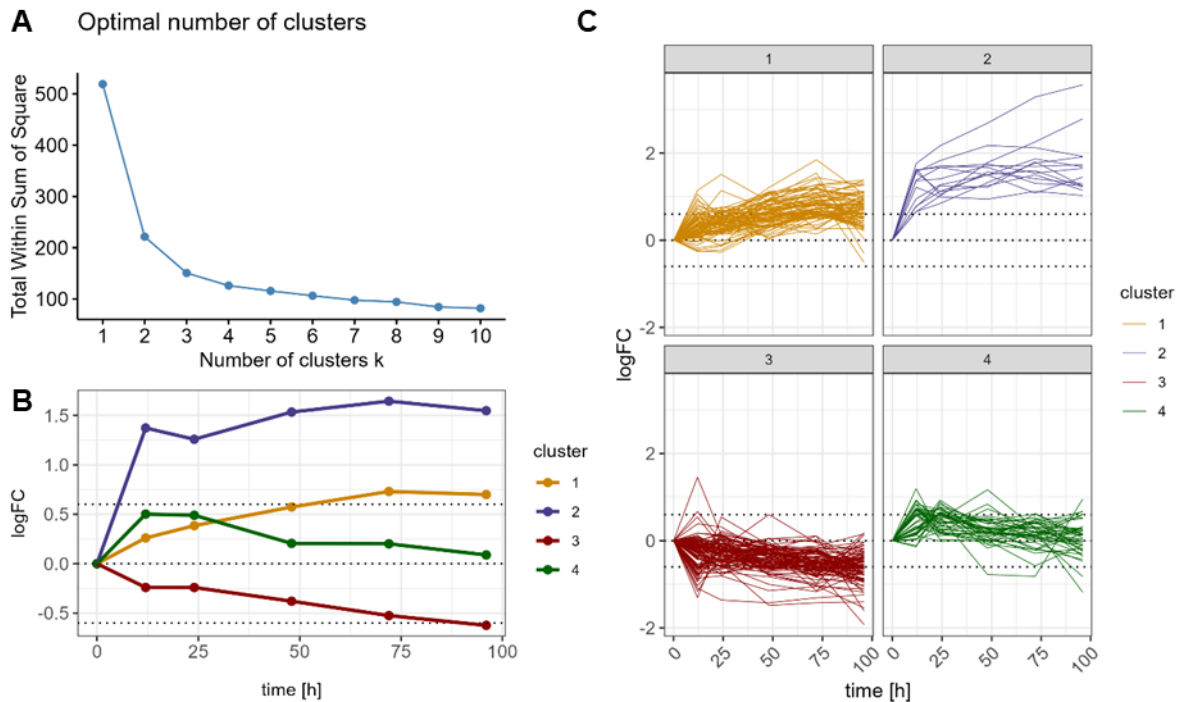 A
Optimal number of clusters
Total Within Sum of Square
500
400
300
200
100
1 2 3 4 5 6 7 8 9 10
Number of clusters k
B
logFC
1.5
1.0
0.5
0.0
-0.5
0 25 50 75 100
time [h]
cluster
1
2
3
4
C
logFC
1
2
2
0
-2
3
4
2
0
-2
0 25 50 75 100
0 25 50 75 100
time [h]
cluster
1
2
3
4